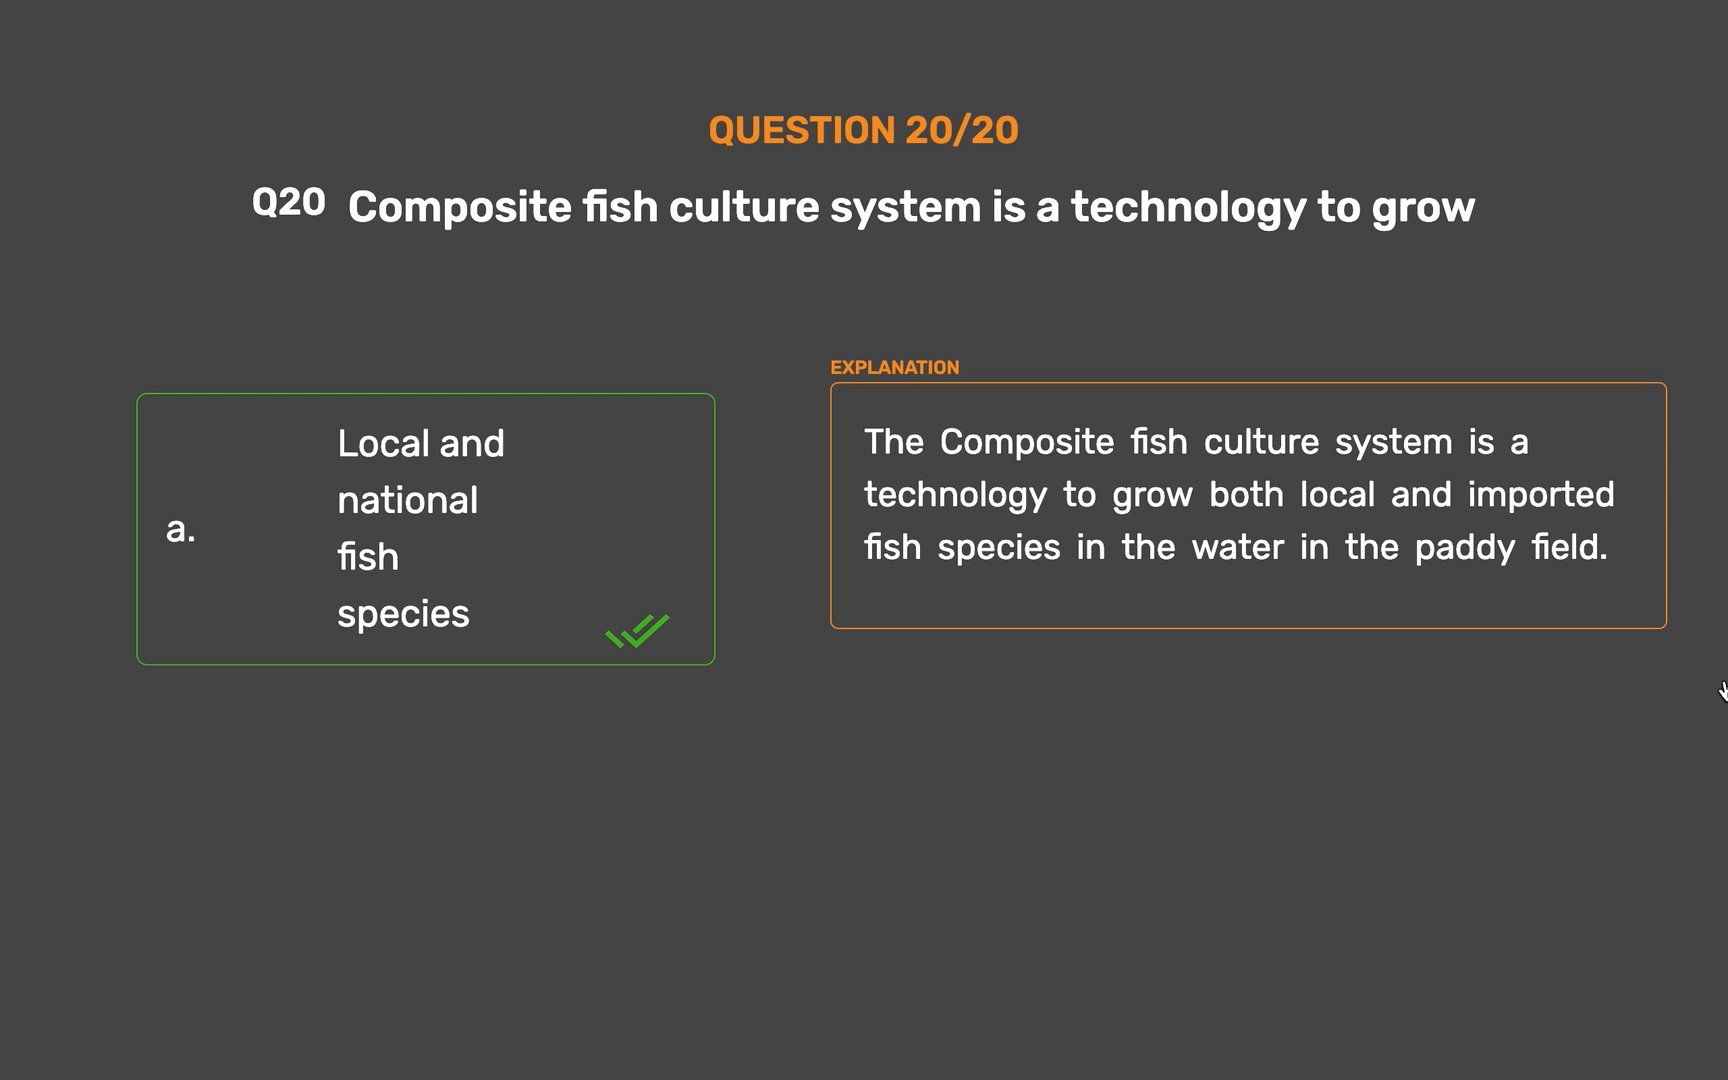 QUESTION 20/20
Q20 Composite fish culture system is a technology to grow
a.
Local and
national
fish
species
EXPLANATION
The Composite fish culture system is a
technology to grow both local and imported
fish species in the water in the paddy field.